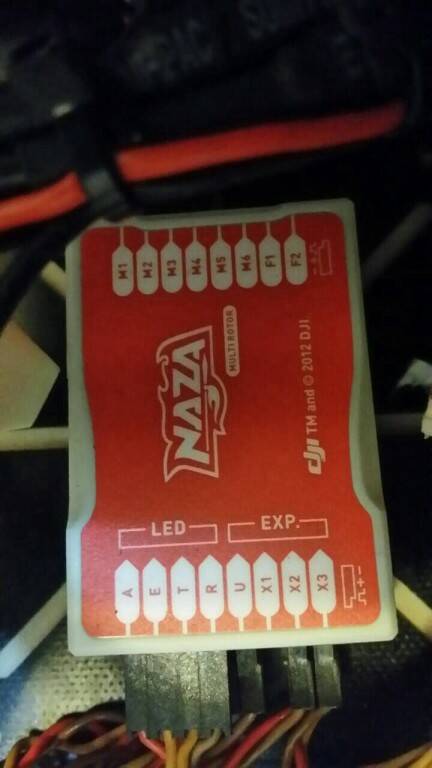 M1
M2
M3
M4
M5
M6
F1
F2
NAZA
MULTI ROTOR
dji TM and © 2012 DJI
LED
EXP.
A
E
T
R
U
X1
X2
X3